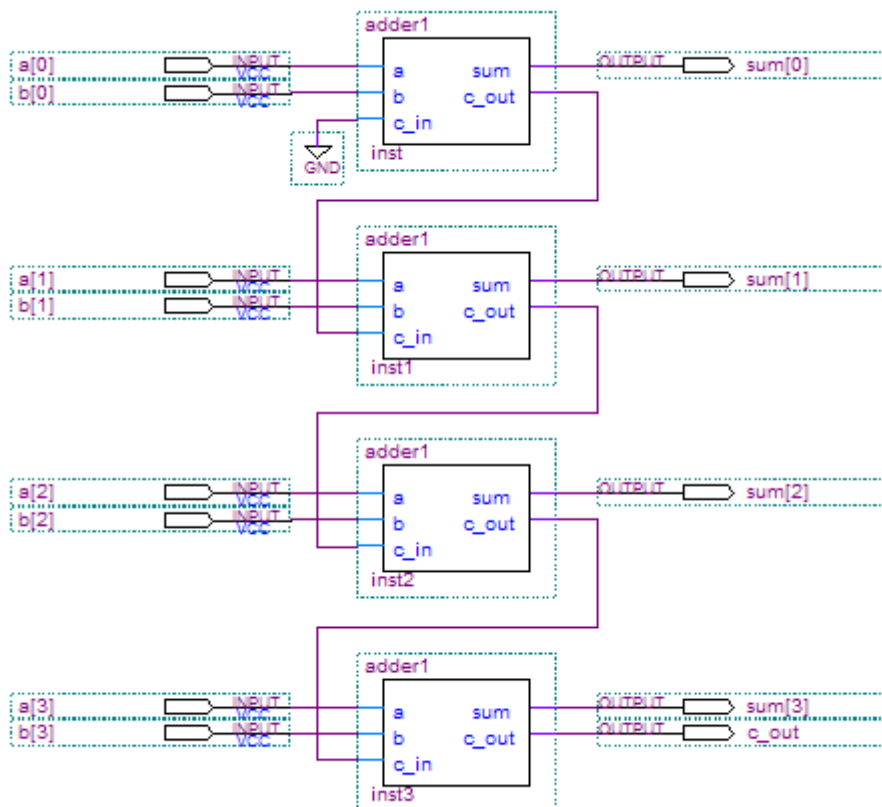 adder1
a[0] INPUT VCC a sum OUTPUT sum[0]
b[0] INPUT VCC b c_out
c_in
GND
inst
adder1
a[1] INPUT VCC a sum OUTPUT sum[1]
b[1] INPUT VCC b c_out
c_in
inst1
adder1
a[2] INPUT VCC a sum OUTPUT sum[2]
b[2] INPUT VCC b c_out
c_in
inst2
adder1
a[3] INPUT VCC a sum OUTPUT sum[3]
b[3] INPUT VCC b c_out OUTPUT c_out
c_in
inst3